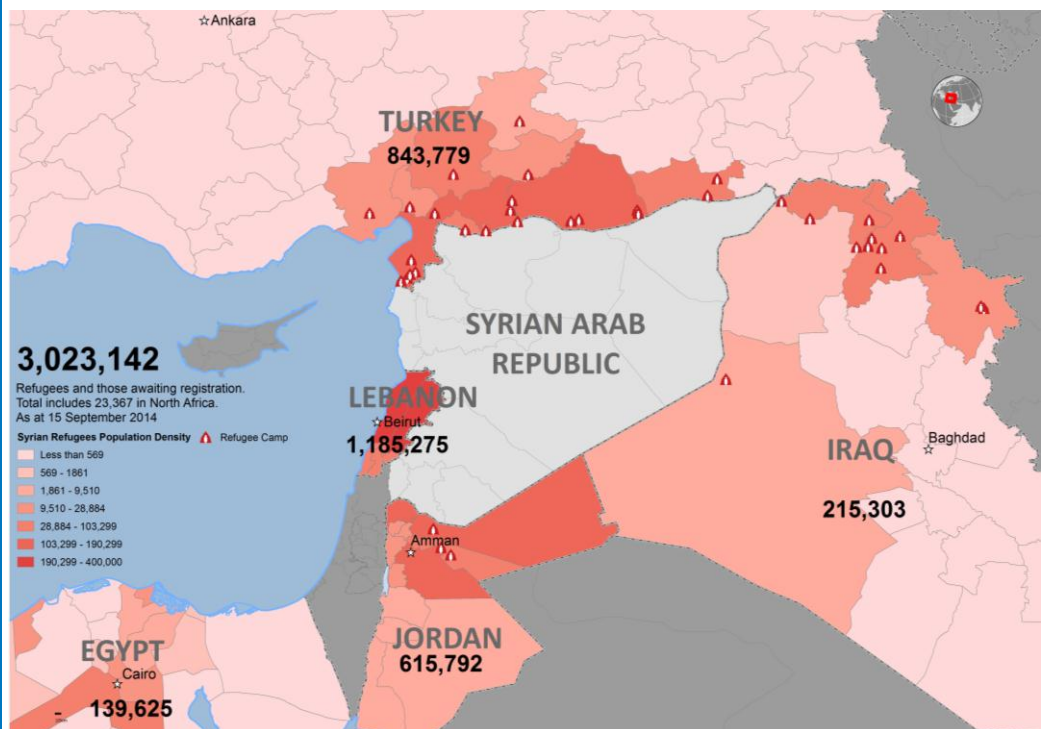 Ankara
TURKEY
843,779
SYRIAN ARAB
REPUBLIC
3,023,142
Refugees and those awaiting registration.
Total includes 23,367 in North Africa.
As at 15 September 2014
Syrian Refugees Population Density
Refugee Camp
Less than 569
569 - 1861
1,861 - 9,510
9,510 - 28,884
28,884 - 103,299
103,299 - 190,299
190,299 - 400,000
LEBANON
Beirut
1,185,275
IRAQ
Baghdad
215,303
Amman
JORDAN
615,792
EGYPT
Cairo
139,625